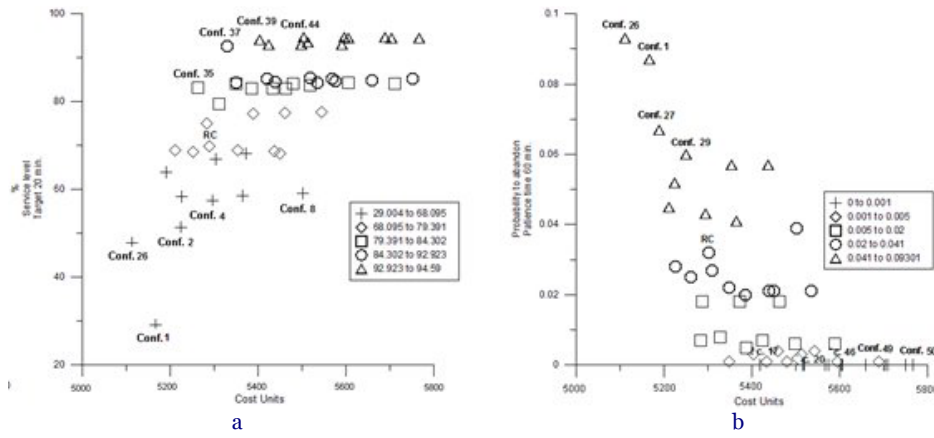 100
80
60
40
20
%
Service level
Target 20 min.
5000
5200
5400
5600
5800
Cost Units
Conf. 37
Conf. 39
Conf. 44
Conf. 35
RC
Conf. 4
Conf. 8
Conf. 2
Conf. 26
Conf.1
29.004 to 68.095
68.095 to 79.391
79.391 to 84.302
84.302 to 92.923
92.923 to 94.59
a
0.1
0.08
0.06
0.04
0.02
0
Probability to abandon
Patience time 60 min.
5000
5200
5400
5600
5800
Cost Units
Conf. 26
Conf. 1
Conf. 27
Conf. 29
RC
Conf.49
Conf. 50
0 to 0.001
0.001 to 0.005
0.005 to 0.02
0.02 to 0.041
0.041 to 0.09301
b